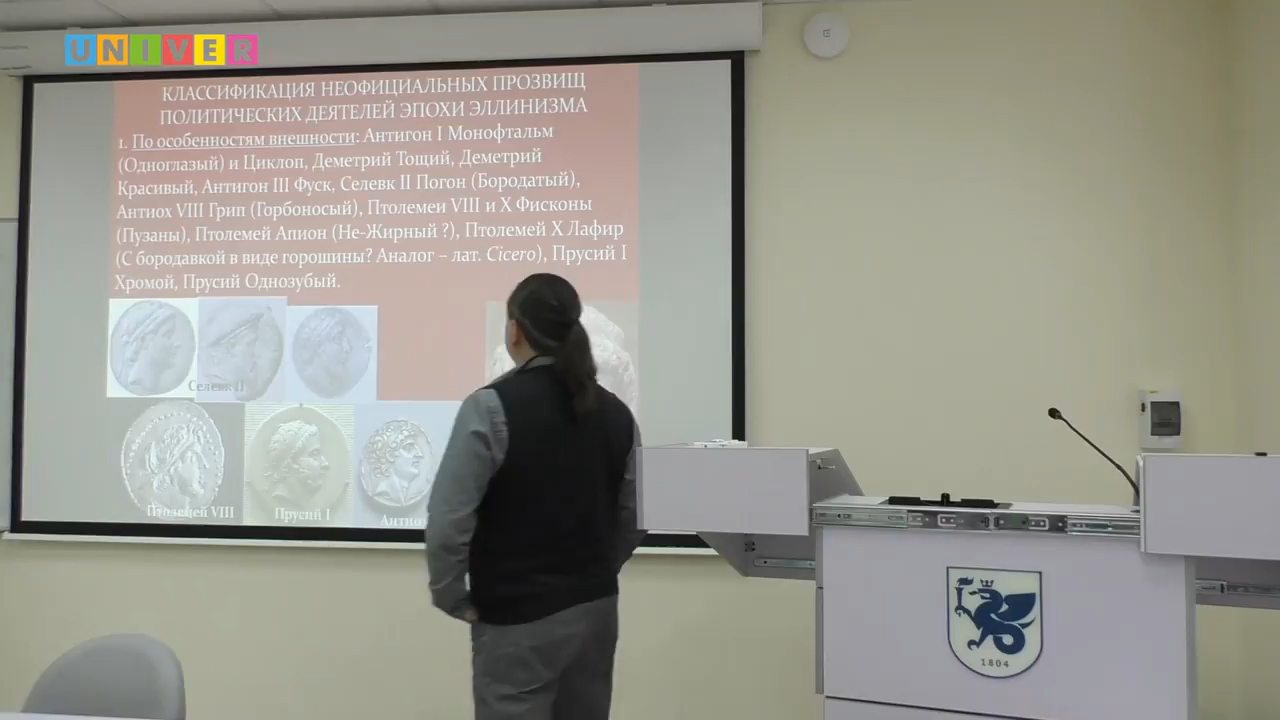 UNIVER
КЛАССИФИКАЦИЯ НЕОФИЦИАЛЬНЫХ ПРОЗВИЩ
ПОЛИТИЧЕСКИХ ДЕЯТЕЛЕЙ ЭПОХИ ЭЛЛИНИЗМА
1. По особенностям внешности: Антигон I Монофтальм
(Одноглазый) и Циклоп, Деметрий Тощий, Деметрий
Красивый, Антигон III Фуск, Селевк II Погон (Бородатый),
Антиох VIII Грип (Горбоносый), Птолемеи VIII и X Фисконы
(Пузаны), Птолемей Апион (Не-Жирный ?), Птолемей X Лафир
(С бородавкой в виде горошины? Аналог – лат. Cicero), Прусий I
Хромой, Прусий Однозубый.
Селевк II
Птолемей VIII
Прусий I
1804